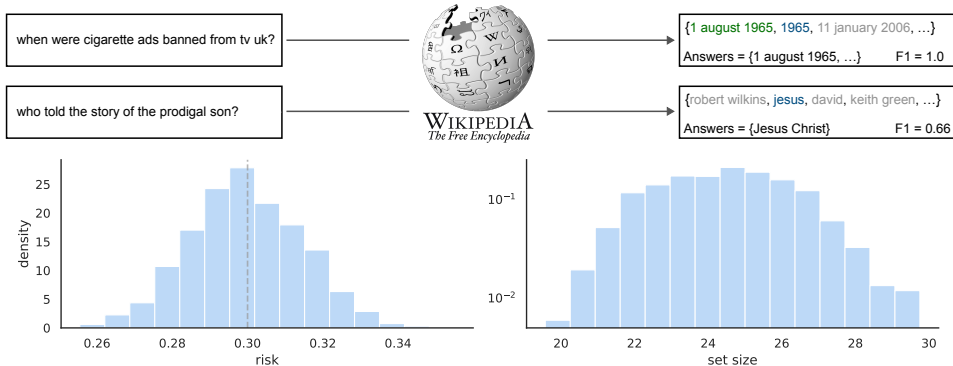 when were cigarette ads banned from tv uk?
{1 august 1965, 1965, 11 january 2006, ...}
Answers = {1 august 1965, ...} F1 = 1.0
who told the story of the prodigal son?
{robert wilkins, jesus, david, keith green, ...}
Answers = {Jesus Christ} F1 = 0.66
Ω W
祖 И
WIKIPEDIA
The Free Encyclopedia
density
25
20
15
10
5
0
0.26 0.28 0.30 0.32 0.34
risk
10⁻¹
10⁻²
20 22 24 26 28 30
set size